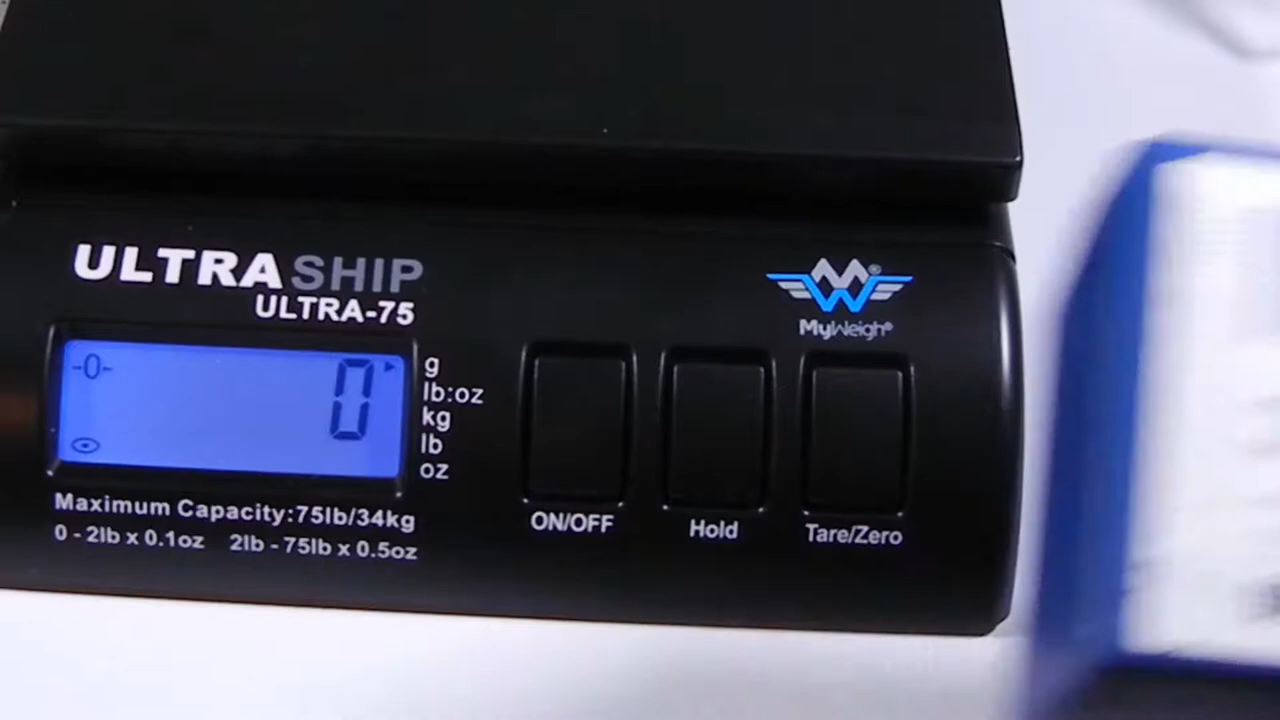 ULTRASHIP
ULTRA-75
MyWeigh®
-0-
0
g
lb:oz
kg
lb
oz
Maximum Capacity:75lb/34kg
0 - 2lb x 0.1oz 2lb - 75lb x 0.5oz
ON/OFF
Hold
Tare/Zero